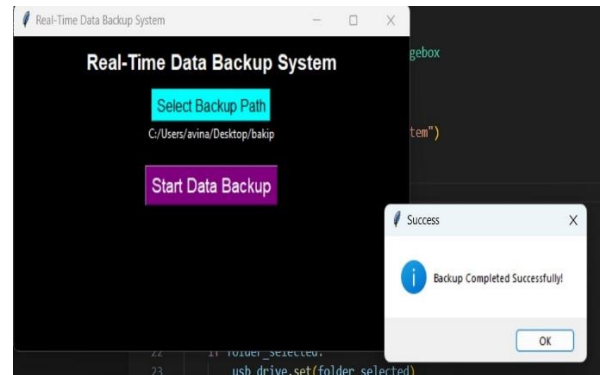 Real-Time Data Backup System
Real-Time Data Backup System
Select Backup Path
C:/Users/avina/Desktop/bakip
Start Data Backup
gebox
tem")
Success
Backup Completed Successfully!
OK
22 if folder_selected:
23 usb_drive.set(folder_selected)